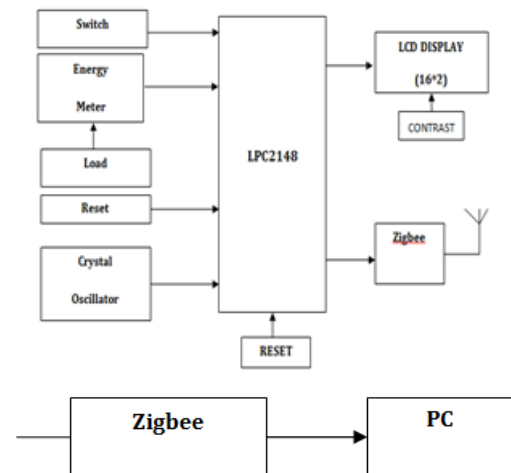 Switch
Energy
Meter
Load
Reset
Crystal
Oscillator
LPC2148
RESET
LCD DISPLAY
(16*2)
CONTRAST
Zigbee
Zigbee
PC